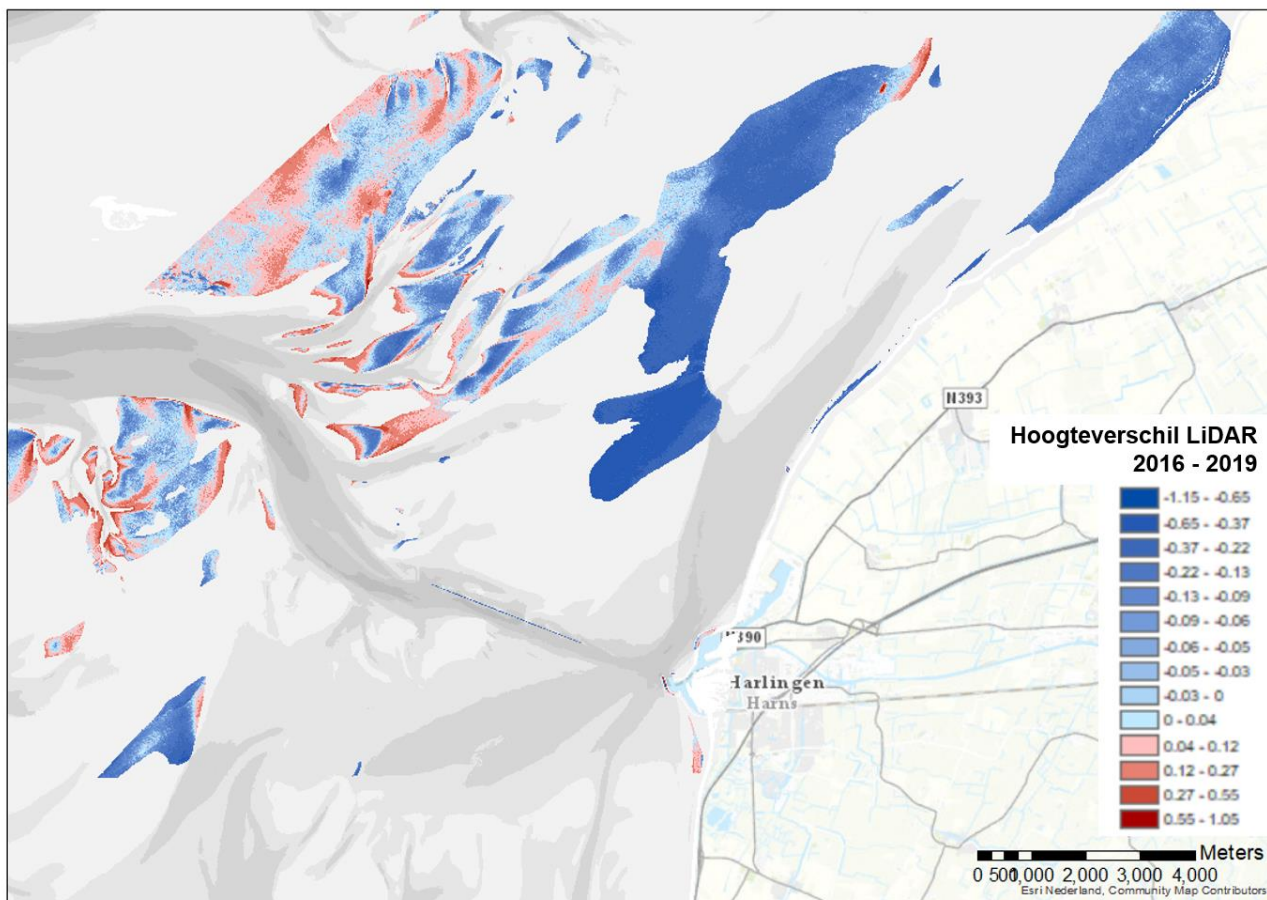 N393
Hoogteverschil LiDAR
2016 - 2019
-1.15 - -0.65
-0.65 - -0.37
-0.37 - -0.22
-0.22 - -0.13
-0.13 - -0.09
-0.09 - -0.06
-0.06 - -0.05
-0.05 - -0.03
-0.03 - 0
0 - 0.04
0.04 - 0.12
0.12 - 0.27
0.27 - 0.55
0.55 - 1.05
N390
Harlingen
Harns
Meters
0 500 1,000 2,000 3,000 4,000
Esri Nederland, Community Map Contributors